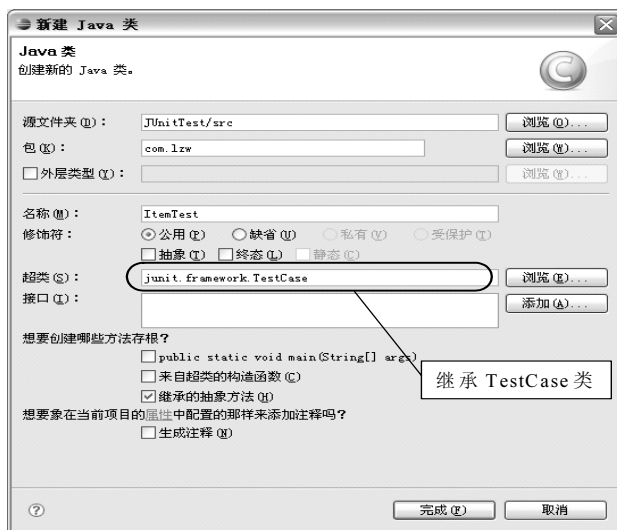 新建 Java 类
Java 类
创建新的 Java 类。
源文件夹(D)： JUnitTest/src 浏览(O)...
包(K)： com.lzw 浏览(W)...
外层类型(Y)： 浏览(W)...
名称(M)： ItemTest
修饰符： 公用(P) 缺省(U) 私有(V) 受保护(T)
抽象(T) 终态(L) 静态(C)
超类(S)： junit.framework.TestCase 浏览(E)...
接口(I)： 添加(A)...
想要创建哪些方法存根?
public static void main(String[] args)
来自超类的构造函数(C)
继承的抽象方法(H)
继承 TestCase 类
想要象在当前项目的属性中配置的那样来添加注释吗?
生成注释(N)
完成(F) 取消